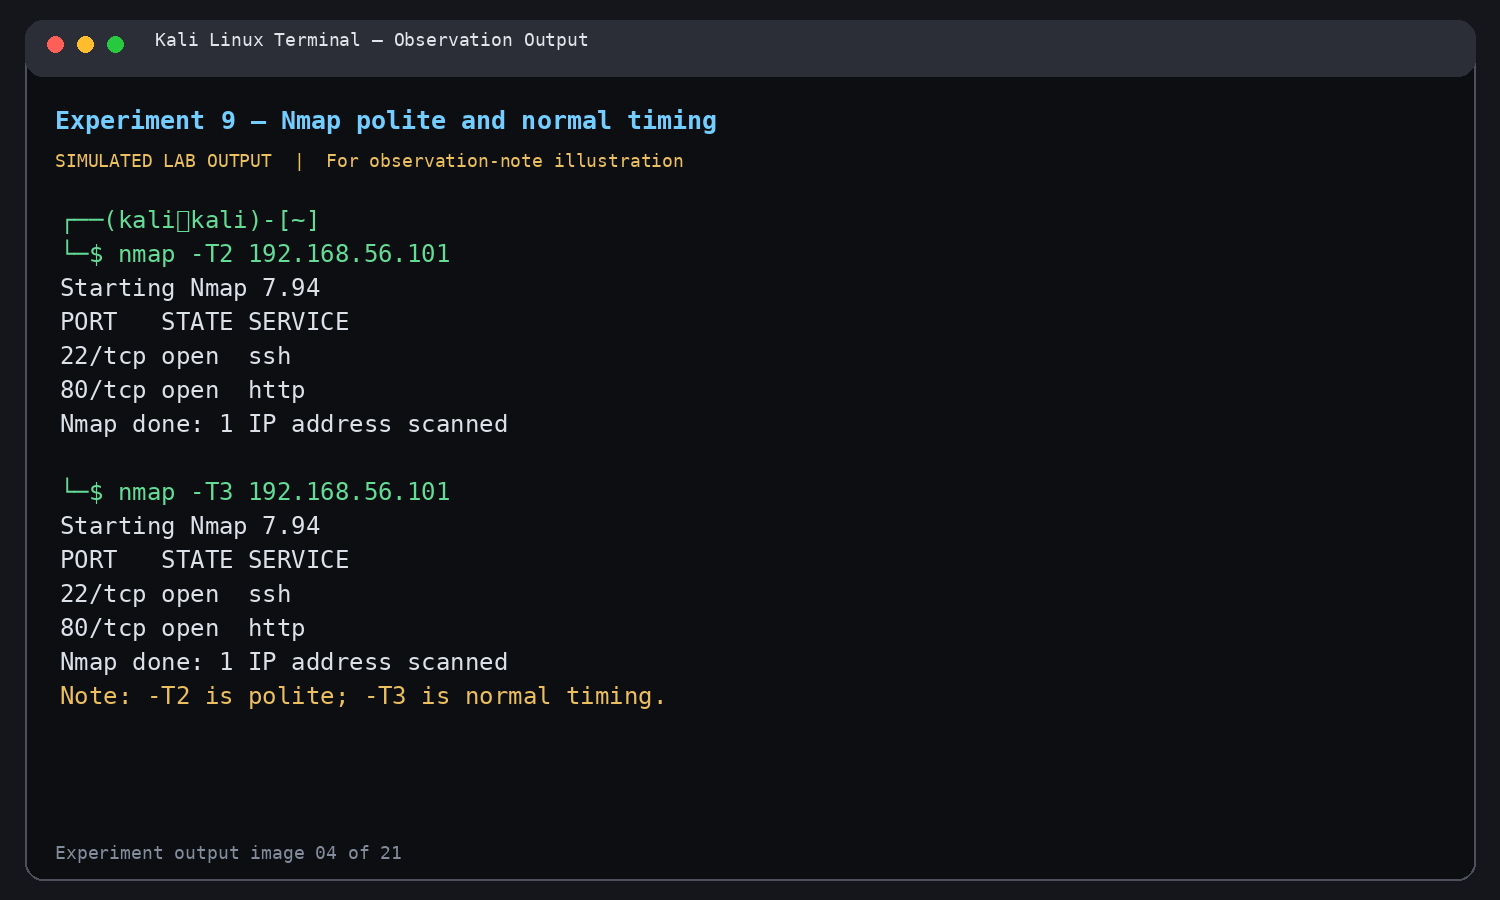 Kali Linux Terminal — Observation Output
Experiment 9 — Nmap polite and normal timing
SIMULATED LAB OUTPUT | For observation-note illustration
┌──(kali▯kali)-[~]
└─$ nmap -T2 192.168.56.101
Starting Nmap 7.94
PORT   STATE SERVICE
22/tcp open  ssh
80/tcp open  http
Nmap done: 1 IP address scanned
└─$ nmap -T3 192.168.56.101
Starting Nmap 7.94
PORT   STATE SERVICE
22/tcp open  ssh
80/tcp open  http
Nmap done: 1 IP address scanned
Note: -T2 is polite; -T3 is normal timing.
Experiment output image 04 of 21